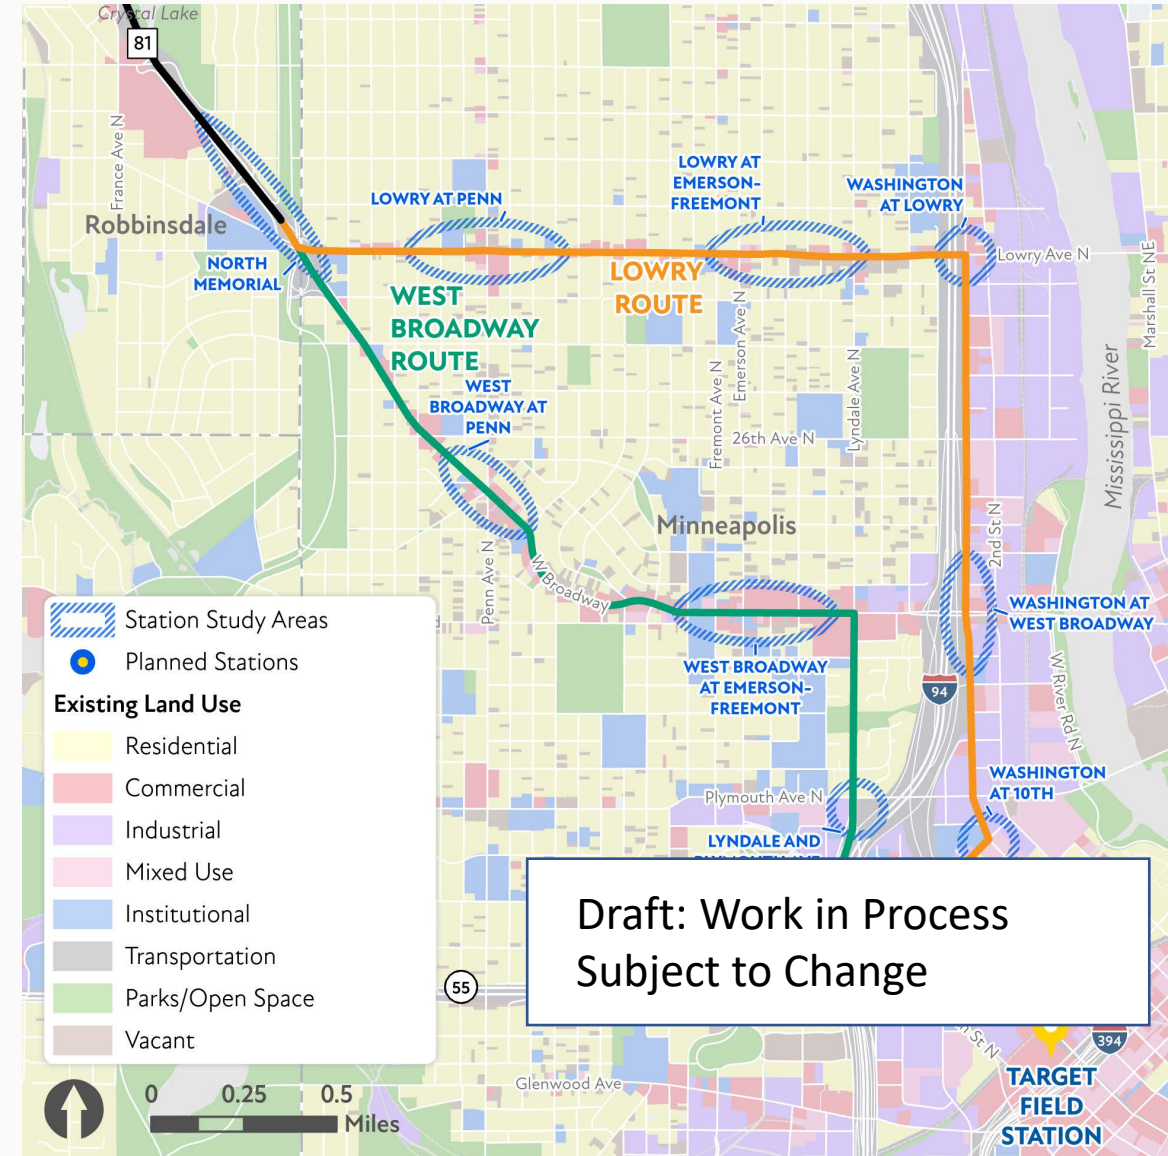 Crystal Lake
81
France Ave N
Robbinsdale
NORTH
MEMORIAL
LOWRY AT PENN
LOWRY AT
EMERSON-
FREEMONT
WASHINGTON
AT LOWRY
Lowry Ave N
Marshall St NE
LOWRY
ROUTE
WEST
BROADWAY
ROUTE
WEST
BROADWAY AT
PENN
Fremont Ave N
Emerson Ave N
Lyndale Ave N
26th Ave N
Mississippi River
Minneapolis
2nd St N
Penn Ave N
W Broadway
WASHINGTON AT
WEST BROADWAY
WEST BROADWAY
AT EMERSON-
FREEMONT
94
W River Rd N
WASHINGTON
AT 10TH
Plymouth Ave N
LYNDALE AND
Station Study Areas
Planned Stations
Existing Land Use
Residential
Commercial
Industrial
Mixed Use
Institutional
Transportation
Parks/Open Space
Vacant
Draft: Work in Process
Subject to Change
55
St N
394
TARGET
FIELD
STATION
Glenwood Ave
0 0.25 0.5
Miles